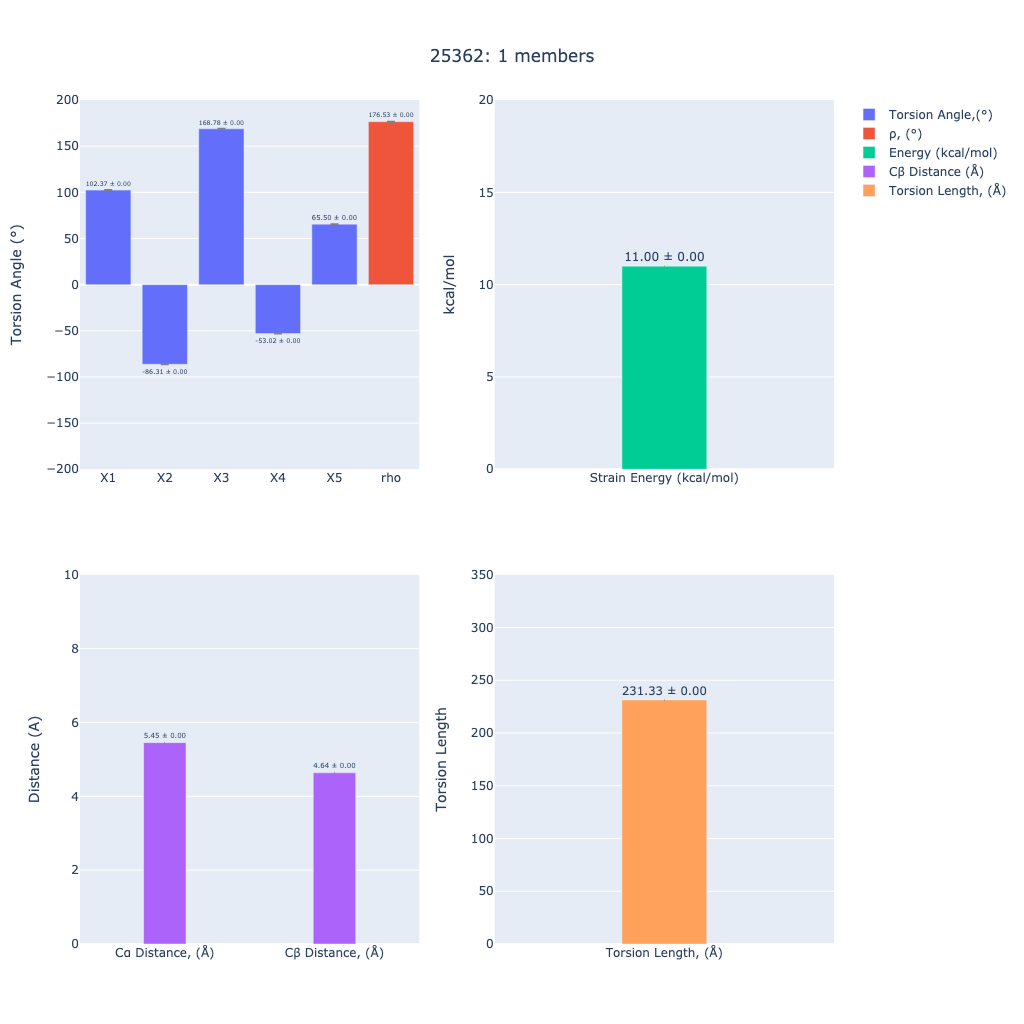 25362: 1 members
200
150
100
50
0
−50
−100
−150
−200
Torsion Angle (°)
102.37 ± 0.00
-86.31 ± 0.00
168.78 ± 0.00
-53.02 ± 0.00
65.50 ± 0.00
176.53 ± 0.00
X1 X2 X3 X4 X5 rho
20
15
10
5
0
kcal/mol
11.00 ± 0.00
Strain Energy (kcal/mol)
Torsion Angle,(°)
ρ, (°)
Energy (kcal/mol)
Cβ Distance (Å)
Torsion Length, (Å)
10
8
6
4
2
0
Distance (A)
5.45 ± 0.00
4.64 ± 0.00
Cα Distance, (Å) Cβ Distance, (Å)
350
300
250
200
150
100
50
0
Torsion Length
231.33 ± 0.00
Torsion Length, (Å)